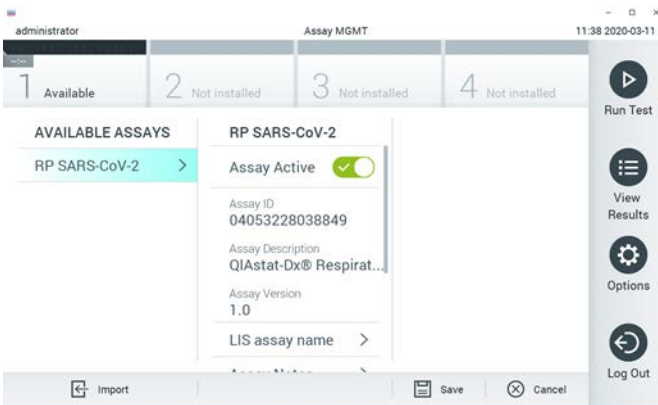 administrator Assay MGMT 11:38 2020-03-11
1 Available 2 Not installed 3 Not installed 4 Not installed
Run Test
AVAILABLE ASSAYS
RP SARS-CoV-2
RP SARS-CoV-2
Assay Active
Assay ID
04053228038849
Assay Description
QIAstat-Dx® Respirat...
Assay Version
1.0
LIS assay name
View
Results
Options
Log Out
Import Save Cancel